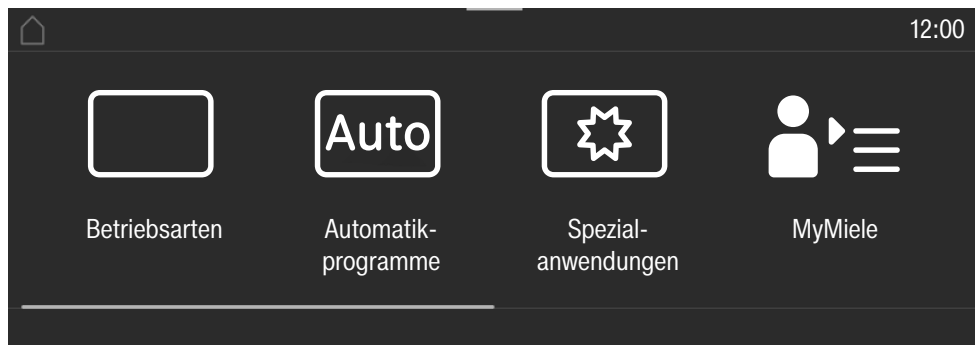 12:00
Auto
Betriebsarten
Automatik-
programme
Spezial-
anwendungen
MyMiele